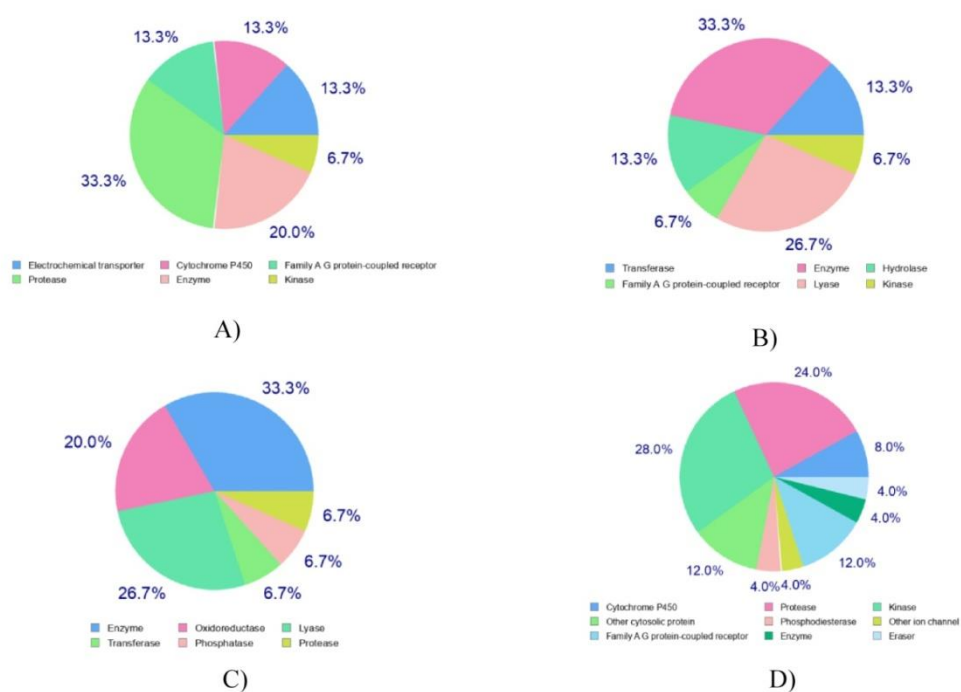 13.3%
13.3%
13.3%
33.3%
6.7%
20.0%
Electrochemical transporter Cytochrome P450 Family A G protein-coupled receptor
Protease Enzyme Kinase
A)
33.3%
13.3%
13.3%
6.7%
6.7%
26.7%
Transferase Enzyme Hydrolase
Family A G protein-coupled receptor Lyase Kinase
B)
33.3%
20.0%
6.7%
6.7%
26.7%
6.7%
Enzyme Oxidoreductase Lyase
Transferase Phosphatase Protease
C)
24.0%
8.0%
28.0%
4.0%
4.0%
12.0%
12.0%
4.0%
4.0%
Cytochrome P450 Protease Kinase
Other cytosolic protein Phosphodiesterase Other ion channel
Family A G protein-coupled receptor Enzyme Eraser
D)